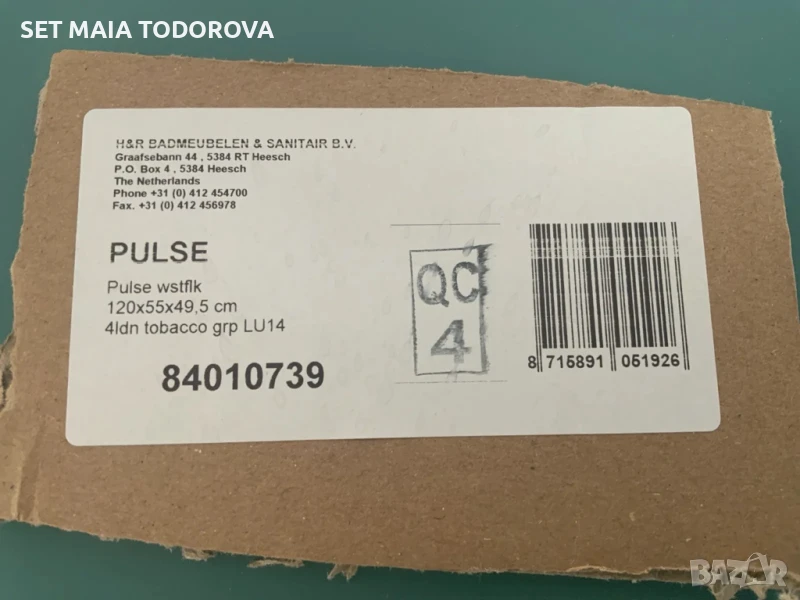 SET MAIA TODOROVA
H&R BADMEUBELEN & SANITAIR B.V.
Graafsebann 44 , 5384 RT Heesch
P.O. Box 4 , 5384 Heesch
The Netherlands
Phone +31 (0) 412 454700
Fax. +31 (0) 412 456978
PULSE
Pulse wstflk
120x55x49,5 cm
4ldn tobacco grp LU14
84010739
QC
4
8 715891 051926
BAZAR